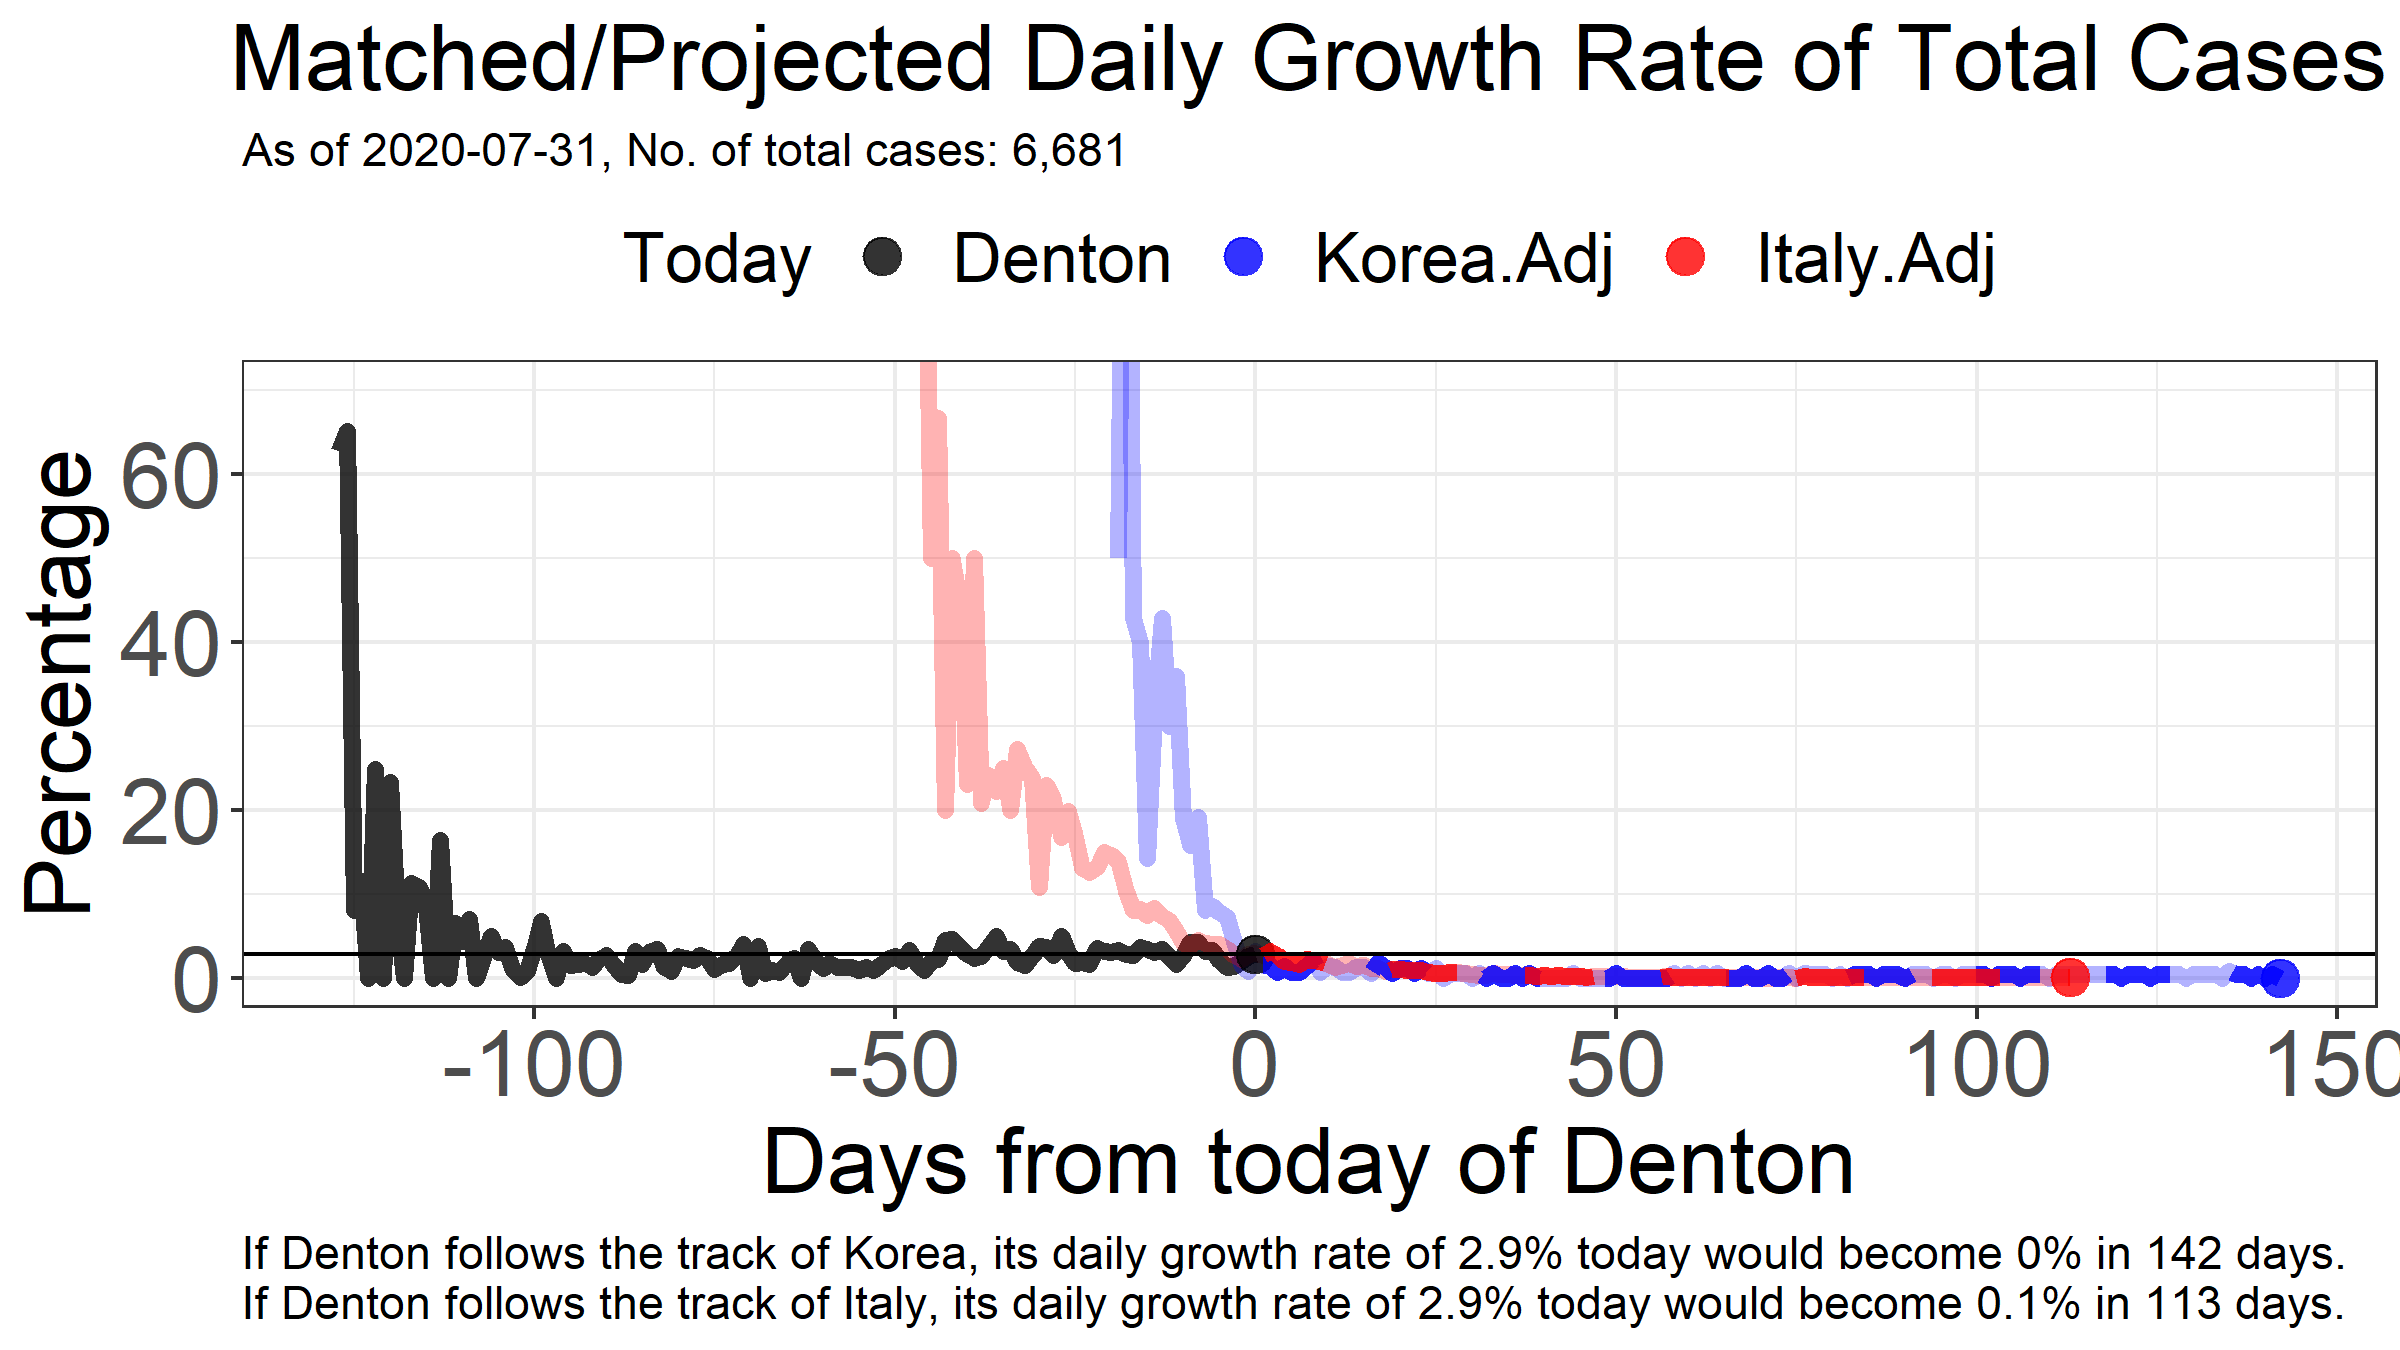 Matched/Projected Daily Growth Rate of Total Cases
As of 2020-07-31, No. of total cases: 6,681
Today Denton Korea.Adj Italy.Adj
Percentage
60
40
20
0
-100 -50 0 50 100 150
Days from today of Denton
If Denton follows the track of Korea, its daily growth rate of 2.9% today would become 0% in 142 days.
If Denton follows the track of Italy, its daily growth rate of 2.9% today would become 0.1% in 113 days.